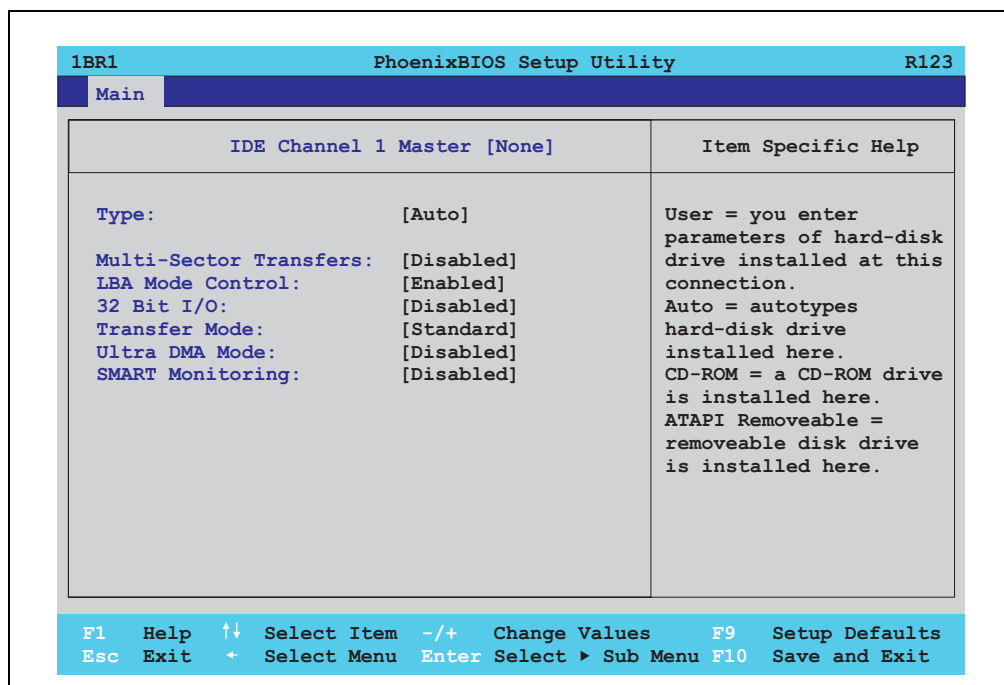 1BR1 PhoenixBIOS Setup Utility R123
Main
IDE Channel 1 Master [None]
Type: [Auto]
Multi-Sector Transfers: [Disabled]
LBA Mode Control: [Enabled]
32 Bit I/O: [Disabled]
Transfer Mode: [Standard]
Ultra DMA Mode: [Disabled]
SMART Monitoring: [Disabled]
Item Specific Help
User = you enter
parameters of hard-disk
drive installed at this
connection.
Auto = autotypes
hard-disk drive
installed here.
CD-ROM = a CD-ROM drive
is installed here.
ATAPI Removeable =
removeable disk drive
is installed here.
F1 Help ↑↓ Select Item -/+ Change Values F9 Setup Defaults
Esc Exit ← Select Menu Enter Select ▶ Sub Menu F10 Save and Exit